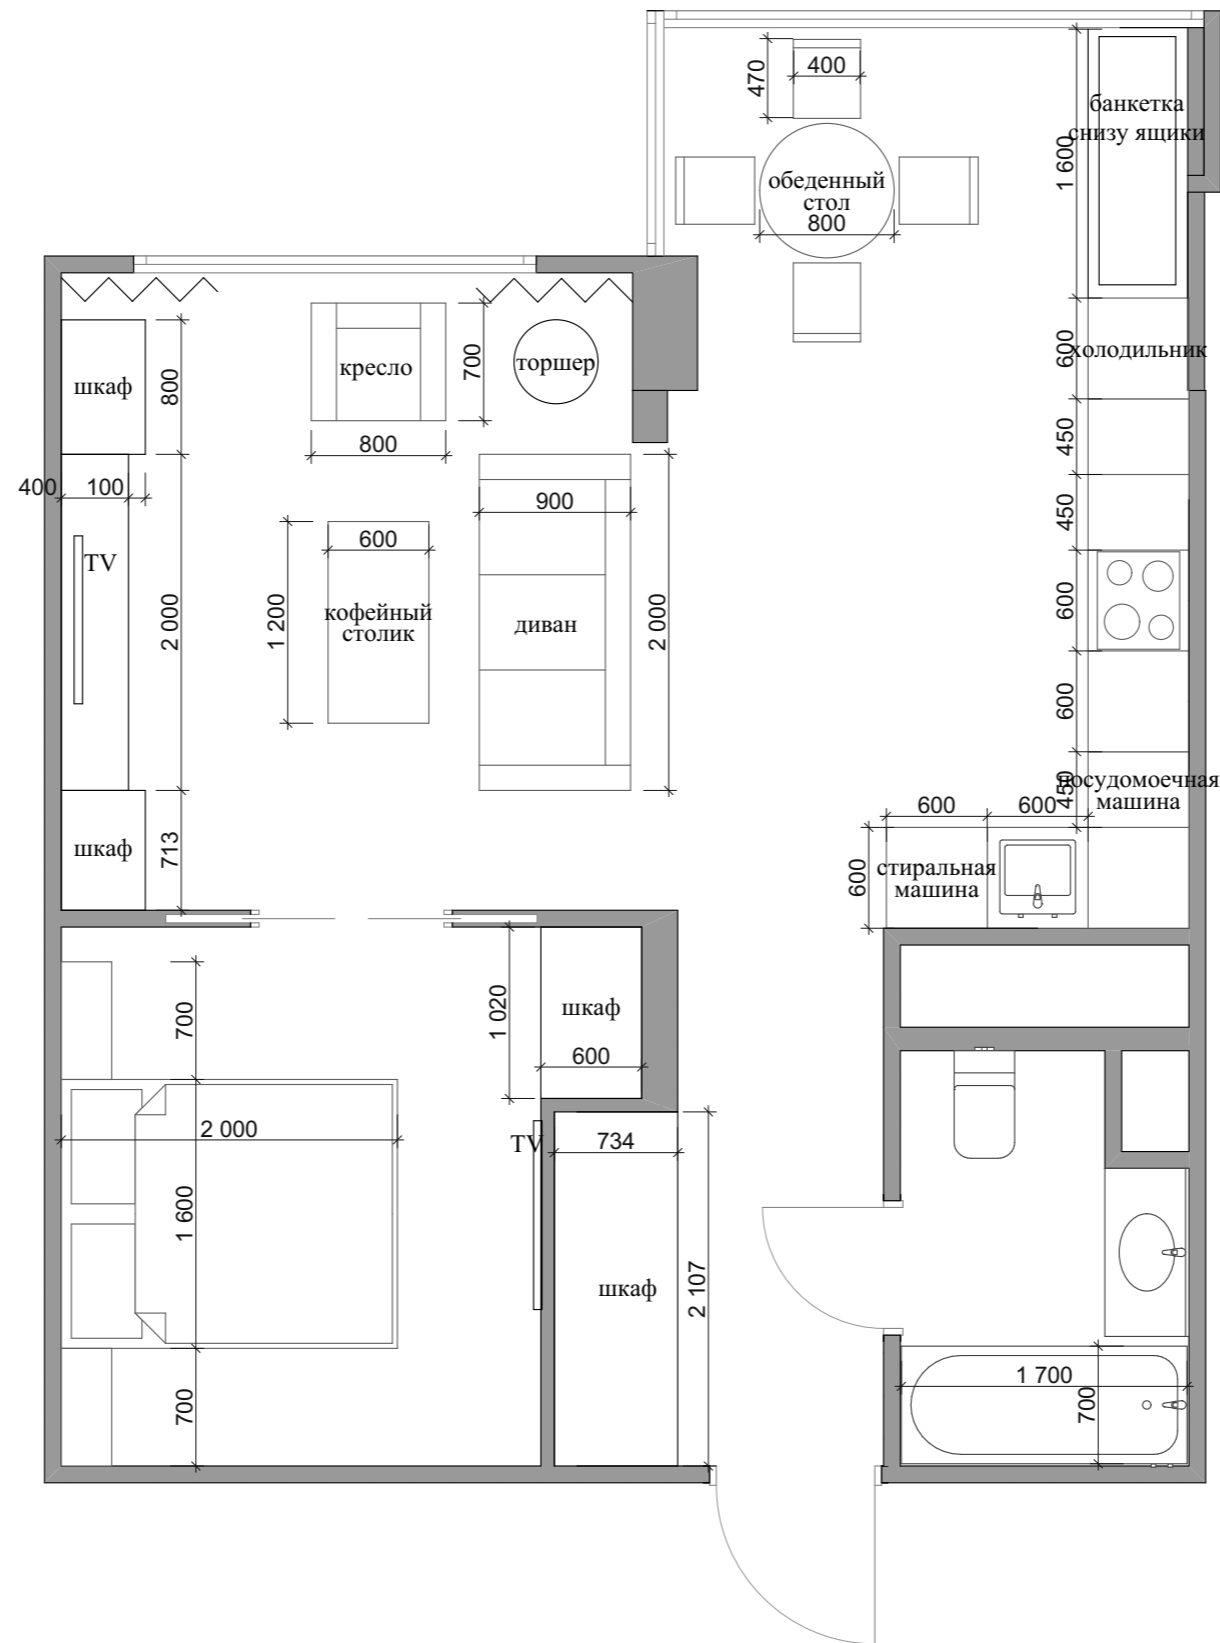 470
400
банкетка
снизу ящики
1 600
обеденный
стол
800
холодильник
600
шкаф
800
кресло
700
торшер
800
450
400
100
900
450
TV
600
1 200
кофейный
столик
2 000
диван
2 000
600
600
посудомоечная
машина
450
600
600
шкаф
713
600
стиральная
машина
700
1 020
шкаф
600
2 000
TV
734
1 600
шкаф
2 107
700
1 700
700